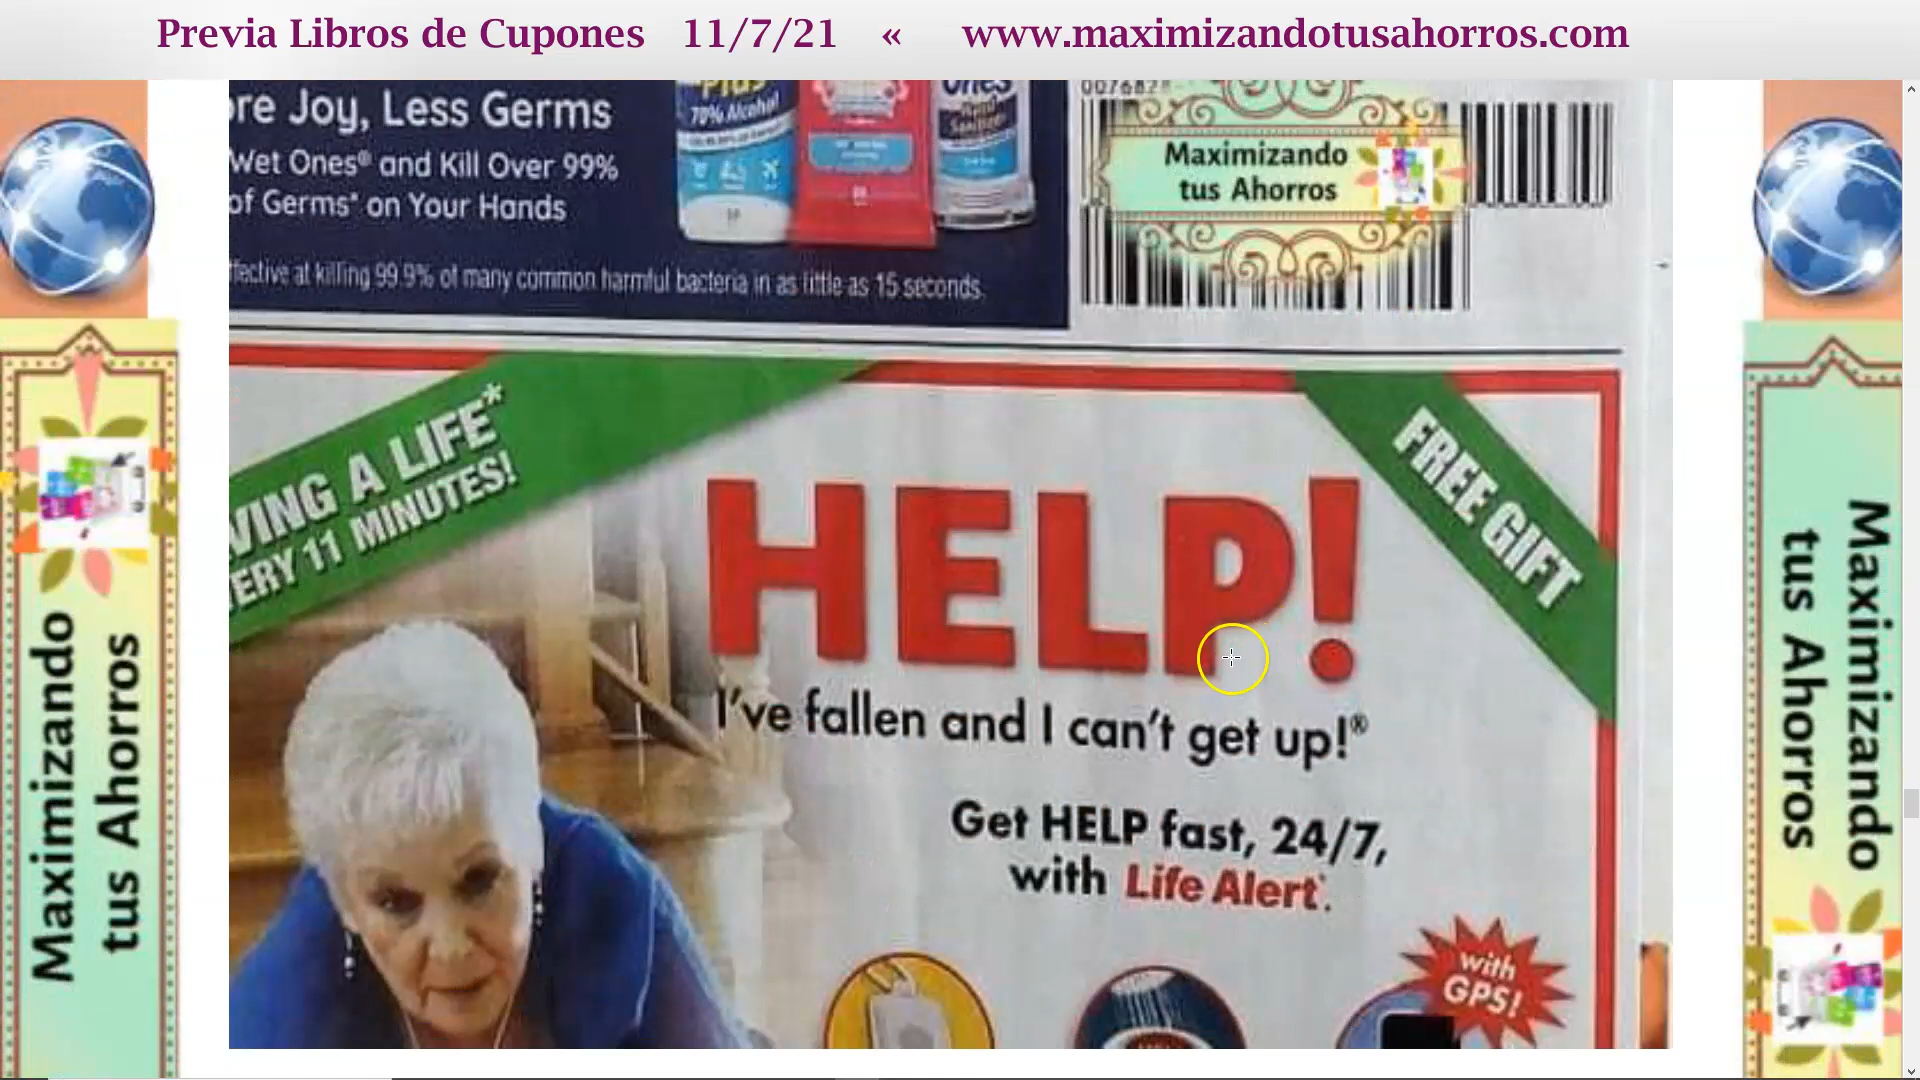 Previa Libros de Cupones 11/7/21 « www.maximizandotusahorros.com
re Joy, Less Germs
Wet Ones® and Kill Over 99%
of Germs* on Your Hands
ffective at killing 99.9% of many common harmful bacteria in as little as 15 seconds.
Plus
70% Alcohol
Ones
Hand
Sanitizer
Maximizando
tus Ahorros
VING A LIFE*
ERY 11 MINUTES!
FREE GIFT
HELP!
I've fallen and I can't get up!®
Get HELP fast, 24/7,
with Life Alert®.
with
GPS!
Maximizando
tus Ahorros
Maximizando
tus Ahorros